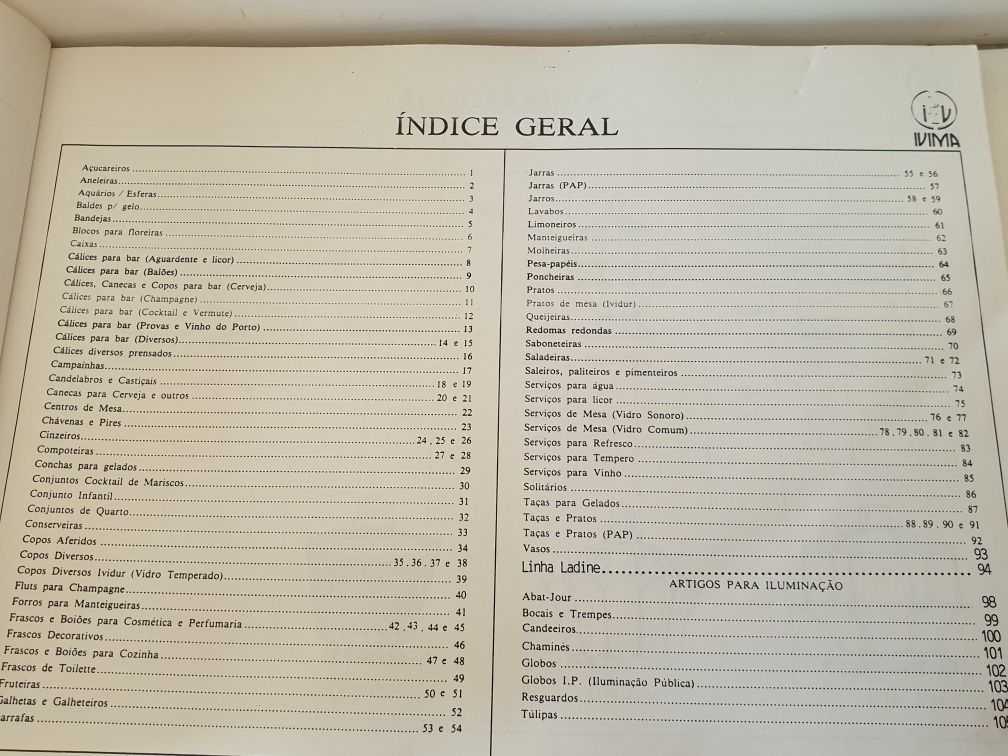 ÍNDICE GERAL
IVIMA
Açucareiros 1
Aneleiras 2
Aquários / Esferas 3
Baldes p/ gelo 4
Bandejas 5
Blocos para floreiras 6
Caixas 7
Cálices para bar (Aguardente e licor) 8
Cálices para bar (Balões) 9
Cálices, Canecas e Copos para bar (Cerveja) 10
Cálices para bar (Champagne) 11
Cálices para bar (Cocktail e Vermute) 12
Cálices para bar (Provas e Vinho do Porto) 13
Cálices para bar (Diversos) 14 e 15
Cálices diversos prensados 16
Campaínhas 17
Candelabros e Castiçais 18 e 19
Canecas para Cerveja e outros 20 e 21
Centros de Mesa 22
Chávenas e Pires 23
Cinzeiros 24, 25 e 26
Compoteiras 27 e 28
Conchas para gelados 29
Conjuntos Cocktail de Mariscos 30
Conjunto Infantil 31
Conjuntos de Quarto 32
Conserveiras 33
Copos Aferidos 34
Copos Diversos 35, 36, 37 e 38
Copos Diversos Ividur (Vidro Temperado) 39
Fluts para Champagne 40
Forros para Manteigueiras 41
Frascos e Boiões para Cosmética e Perfumaria 42, 43, 44 e 45
Frascos Decorativos 46
Frascos e Boiões para Cozinha 47 e 48
Frascos de Toilette 49
Fruteiras 50 e 51
Galhetas e Galheteiros 52
arrafas 53 e 54
Jarras 55 e 56
Jarras (PAP) 57
Jarros 58 e 59
Lavabos 60
Limoneiros 61
Manteigueiras 62
Molheiras 63
Pesa-papéis 64
Poncheiras 65
Pratos 66
Pratos de mesa (Ividur) 67
Queijeiras 68
Redomas redondas 69
Saboneteiras 70
Saladeiras 71 e 72
Saleiros, paliteiros e pimenteiros 73
Serviços para água 74
Serviços para licor 75
Serviços de Mesa (Vidro Sonoro) 76 e 77
Serviços de Mesa (Vidro Comum) 78, 79, 80, 81 e 82
Serviços para Refresco 83
Serviços para Tempero 84
Serviços para Vinho 85
Solitários 86
Taças para Gelados 87
Taças e Pratos 88, 89, 90 e 91
Taças e Pratos (PAP) 92
Vasos 93
Linha Ladine 94
ARTIGOS PARA ILUMINAÇÃO
Abat-Jour 98
Bocais e Trempes 99
Candeeiros 100
Chaminés 101
Globos 102
Globos I.P. (Iluminação Pública) 103
Resguardos 104
Túlipas 105